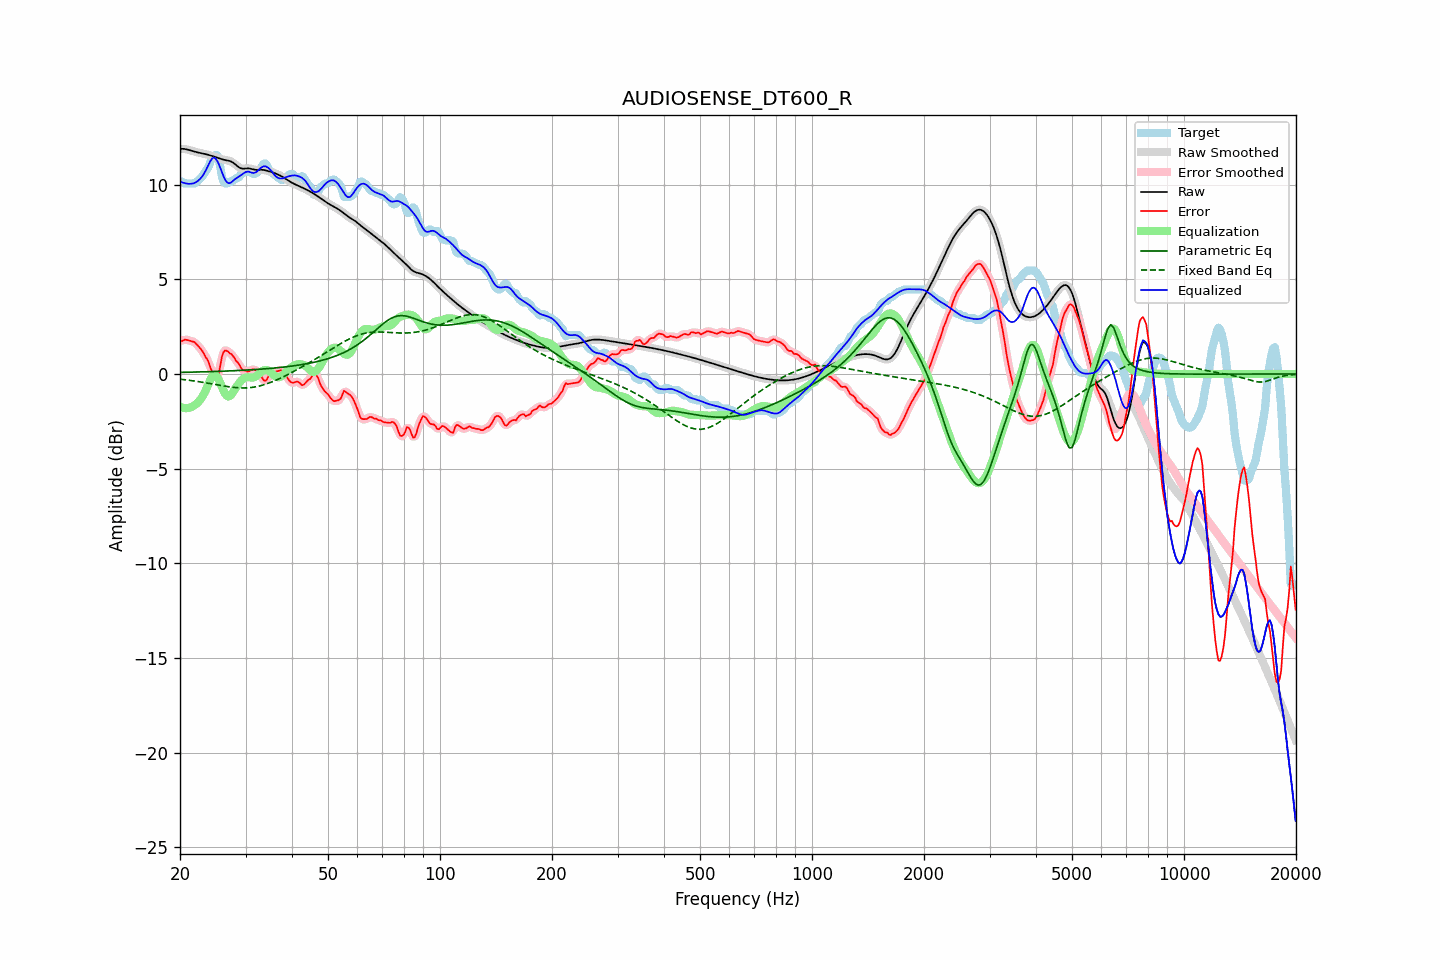 AUDIOSENSE_DT600_R
Target
Raw Smoothed
Error Smoothed
Raw
Error
Equalization
Parametric Eq
Fixed Band Eq
Equalized
10
5
0
−5
−10
−15
−20
−25
Amplitude (dBr)
20 50 100 200 500 1000 2000 5000 10000 20000
Frequency (Hz)